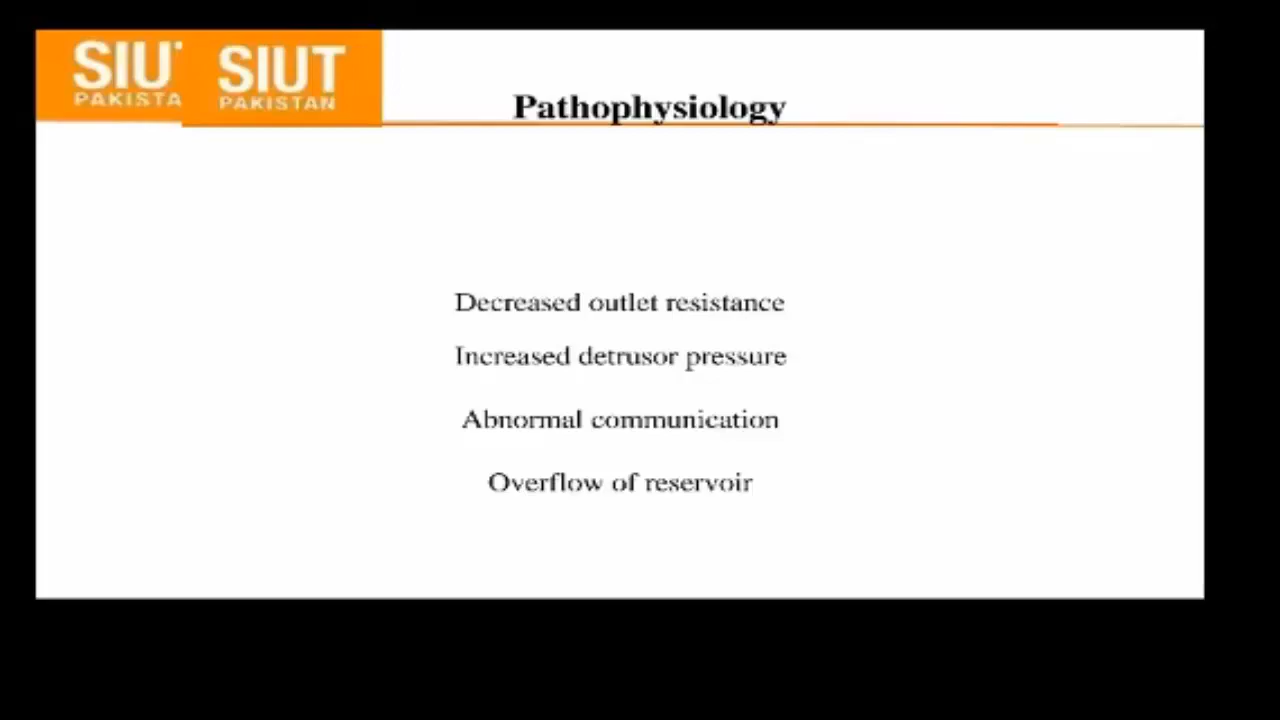 SIU
PAKISTA
SIUT
PAKISTAN
Pathophysiology
Decreased outlet resistance
Increased detrusor pressure
Abnormal communication
Overflow of reservoir